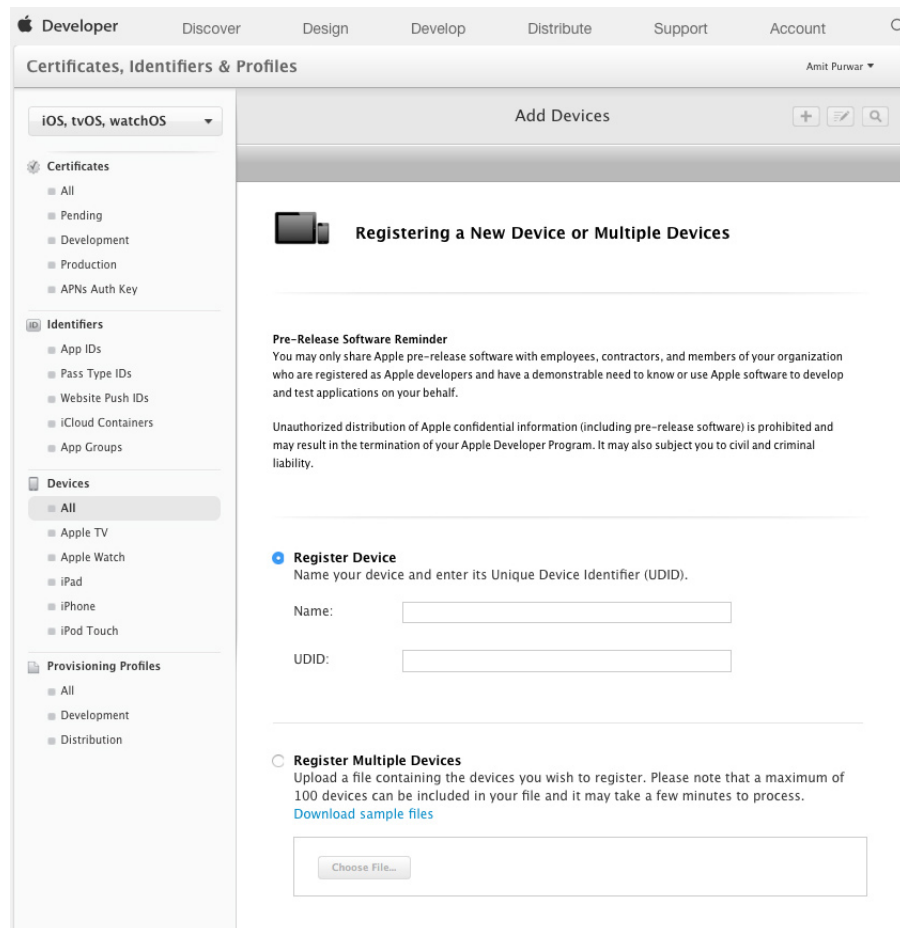 Developer Discover Design Develop Distribute Support Account
Certificates, Identifiers & Profiles Amit Purwar
iOS, tvOS, watchOS
Add Devices
Certificates
All
Pending
Development
Production
APNs Auth Key
ID Identifiers
App IDs
Pass Type IDs
Website Push IDs
iCloud Containers
App Groups
Devices
All
Apple TV
Apple Watch
iPad
iPhone
iPod Touch
Provisioning Profiles
All
Development
Distribution
Registering a New Device or Multiple Devices
Pre-Release Software Reminder
You may only share Apple pre-release software with employees, contractors, and members of your organization
who are registered as Apple developers and have a demonstrable need to know or use Apple software to develop
and test applications on your behalf.
Unauthorized distribution of Apple confidential information (including pre-release software) is prohibited and
may result in the termination of your Apple Developer Program. It may also subject you to civil and criminal
liability.
Register Device
Name your device and enter its Unique Device Identifier (UDID).
Name:
UDID:
Register Multiple Devices
Upload a file containing the devices you wish to register. Please note that a maximum of
100 devices can be included in your file and it may take a few minutes to process.
Download sample files
Choose File...